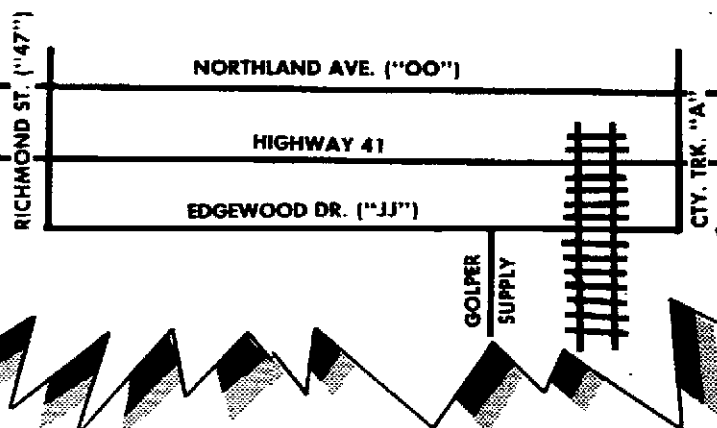 RICHMOND ST. ("47")
NORTHLAND AVE. ("OO")
HIGHWAY 41
EDGEWOOD DR. ("JJ")
GOLPER
SUPPLY
CTY. TRK. "A"